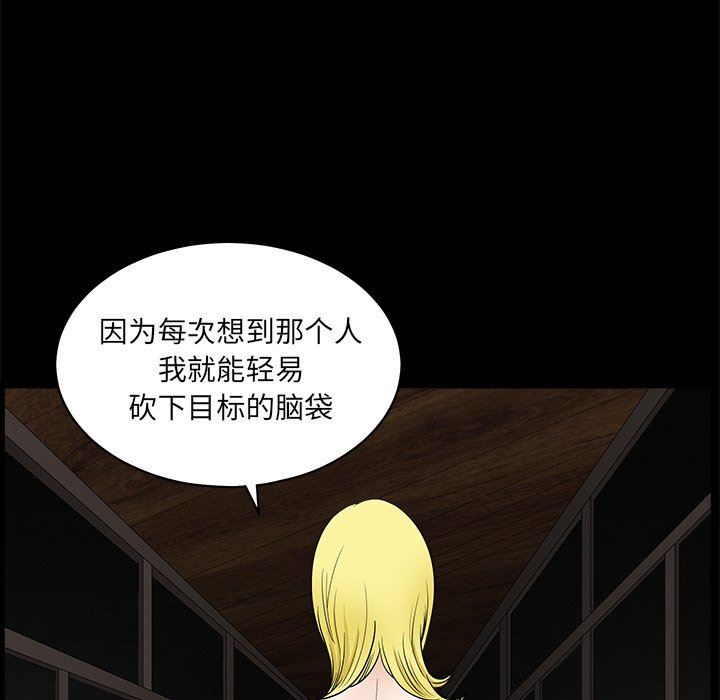 因为每次想到那个人
我就能轻易
砍下目标的脑袋